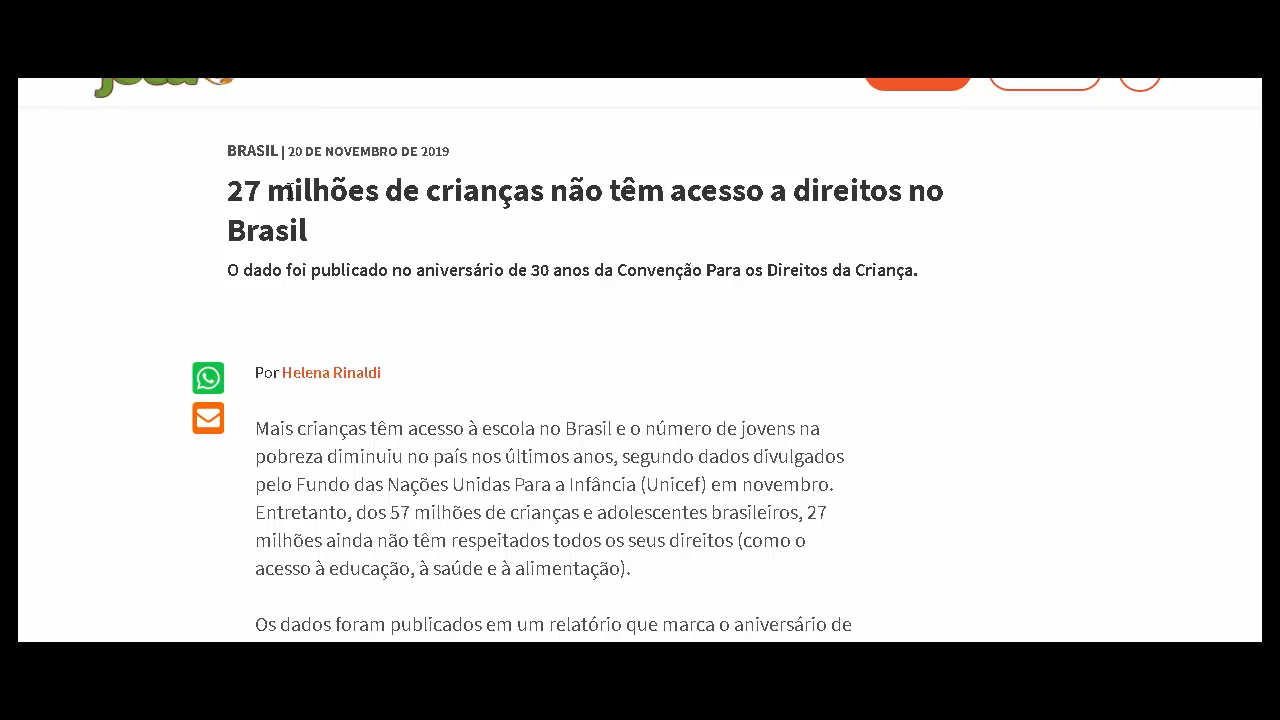 BRASIL | 20 DE NOVEMBRO DE 2019
27 milhões de crianças não têm acesso a direitos no
Brasil
O dado foi publicado no aniversário de 30 anos da Convenção Para os Direitos da Criança.
Por Helena Rinaldi
Mais crianças têm acesso à escola no Brasil e o número de jovens na
pobreza diminuiu no país nos últimos anos, segundo dados divulgados
pelo Fundo das Nações Unidas Para a Infância (Unicef) em novembro.
Entretanto, dos 57 milhões de crianças e adolescentes brasileiros, 27
milhões ainda não têm respeitados todos os seus direitos (como o
acesso à educação, à saúde e à alimentação).
Os dados foram publicados em um relatório que marca o aniversário de